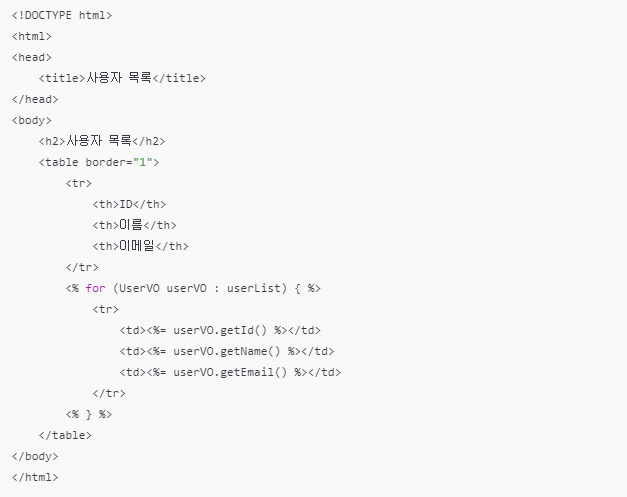 <!DOCTYPE html>
<html>
<head>
    <title>사용자 목록</title>
</head>
<body>
    <h2>사용자 목록</h2>
    <table border="1">
        <tr>
            <th>ID</th>
            <th>이름</th>
            <th>이메일</th>
        </tr>
        <% for (UserVO userVO : userList) { %>
            <tr>
                <td><%= userVO.getId() %></td>
                <td><%= userVO.getName() %></td>
                <td><%= userVO.getEmail() %></td>
            </tr>
        <% } %>
    </table>
</body>
</html>